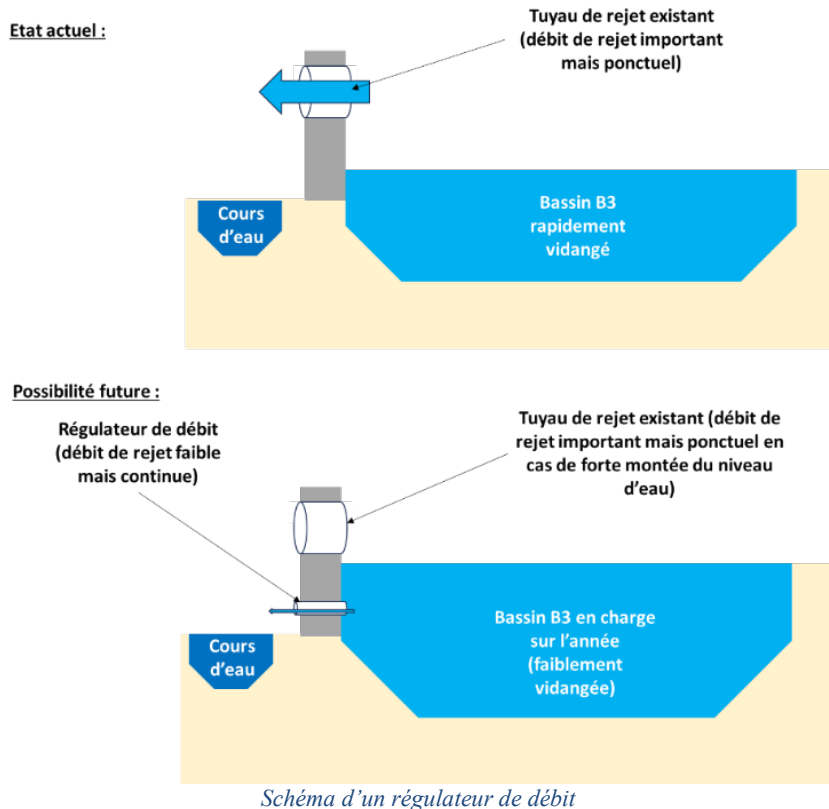 Etat actuel :
Tuyau de rejet existant
(débit de rejet important
mais ponctuel)
Cours
d’eau
Bassin B3
rapidement
vidangé
Possibilité future :
Régulateur de débit
(débit de rejet faible
mais continue)
Tuyau de rejet existant (débit de
rejet important mais ponctuel en
cas de forte montée du niveau
d’eau)
Cours
d’eau
Bassin B3 en charge
sur l’année
(faiblement
vidangée)
Schéma d’un régulateur de débit